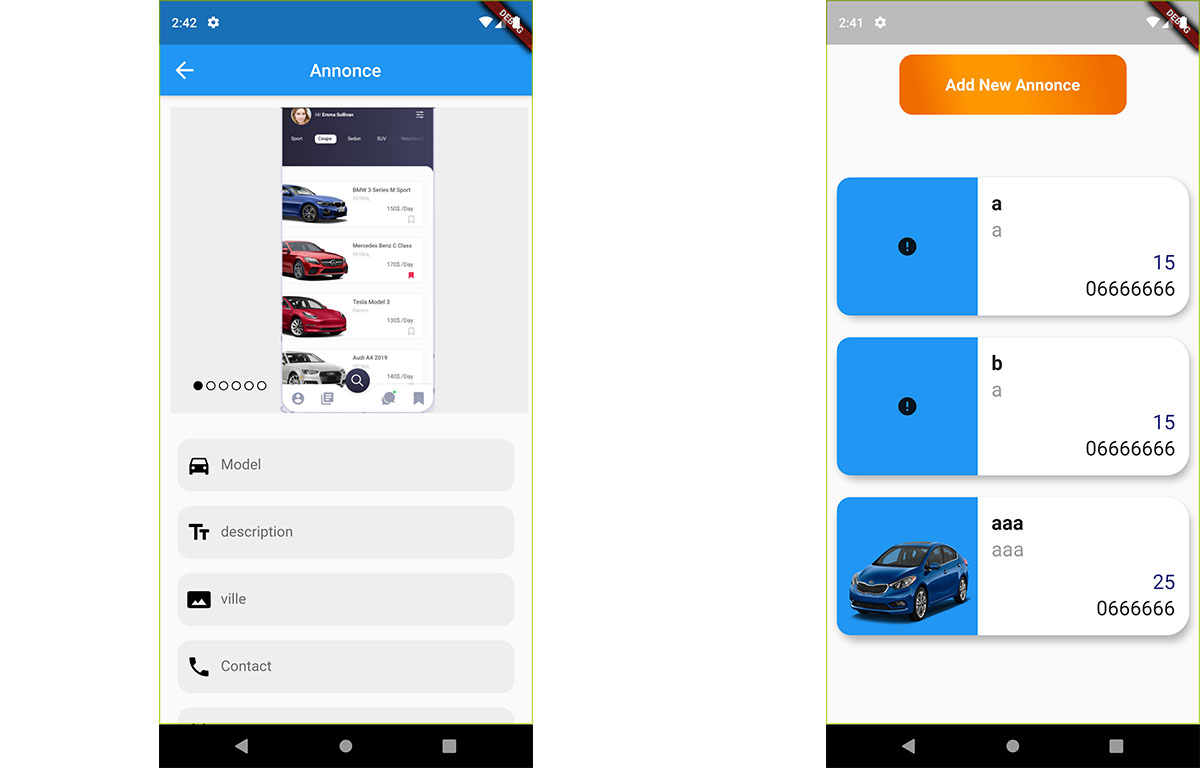 2:42
DEBUG
Annonce
Hi! Emma Sullivan
Sport Coupe Sedan SUV Hatchback
BMW 3 Series M Sport
PETROL
150$ /Day
Mercedes Benz C Class
PETROL
170$ /Day
Tesla Model 3
Electric
130$ /Day
Audi A4 2019
140$ /Day
Model
description
ville
Contact
2:41
DEBUG
Add New Annonce
a
a
15
06666666
b
a
15
06666666
aaa
aaa
25
0666666